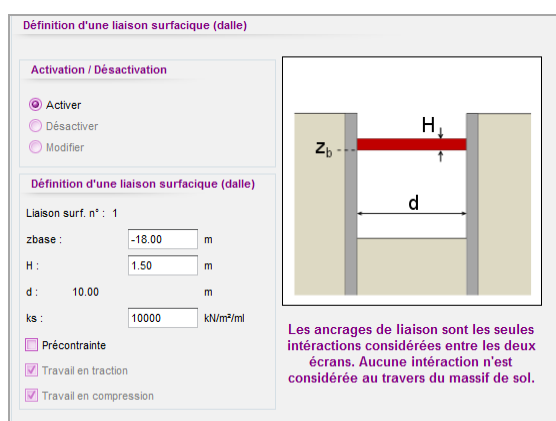 Définition d'une liaison surfacique (dalle)
Activation / Désactivation
Activer
Désactiver
Modifier
Définition d'une liaison surfacique (dalle)
Liaison surf. n° : 1
zbase : -18.00 m
H : 1.50 m
d : 10.00 m
ks : 10000 kN/m²/ml
Précontrainte
Travail en traction
Travail en compression
H
zb
d
Les ancrages de liaison sont les seules
intéractions considérées entre les deux
écrans. Aucune intéraction n'est
considérée au travers du massif de sol.